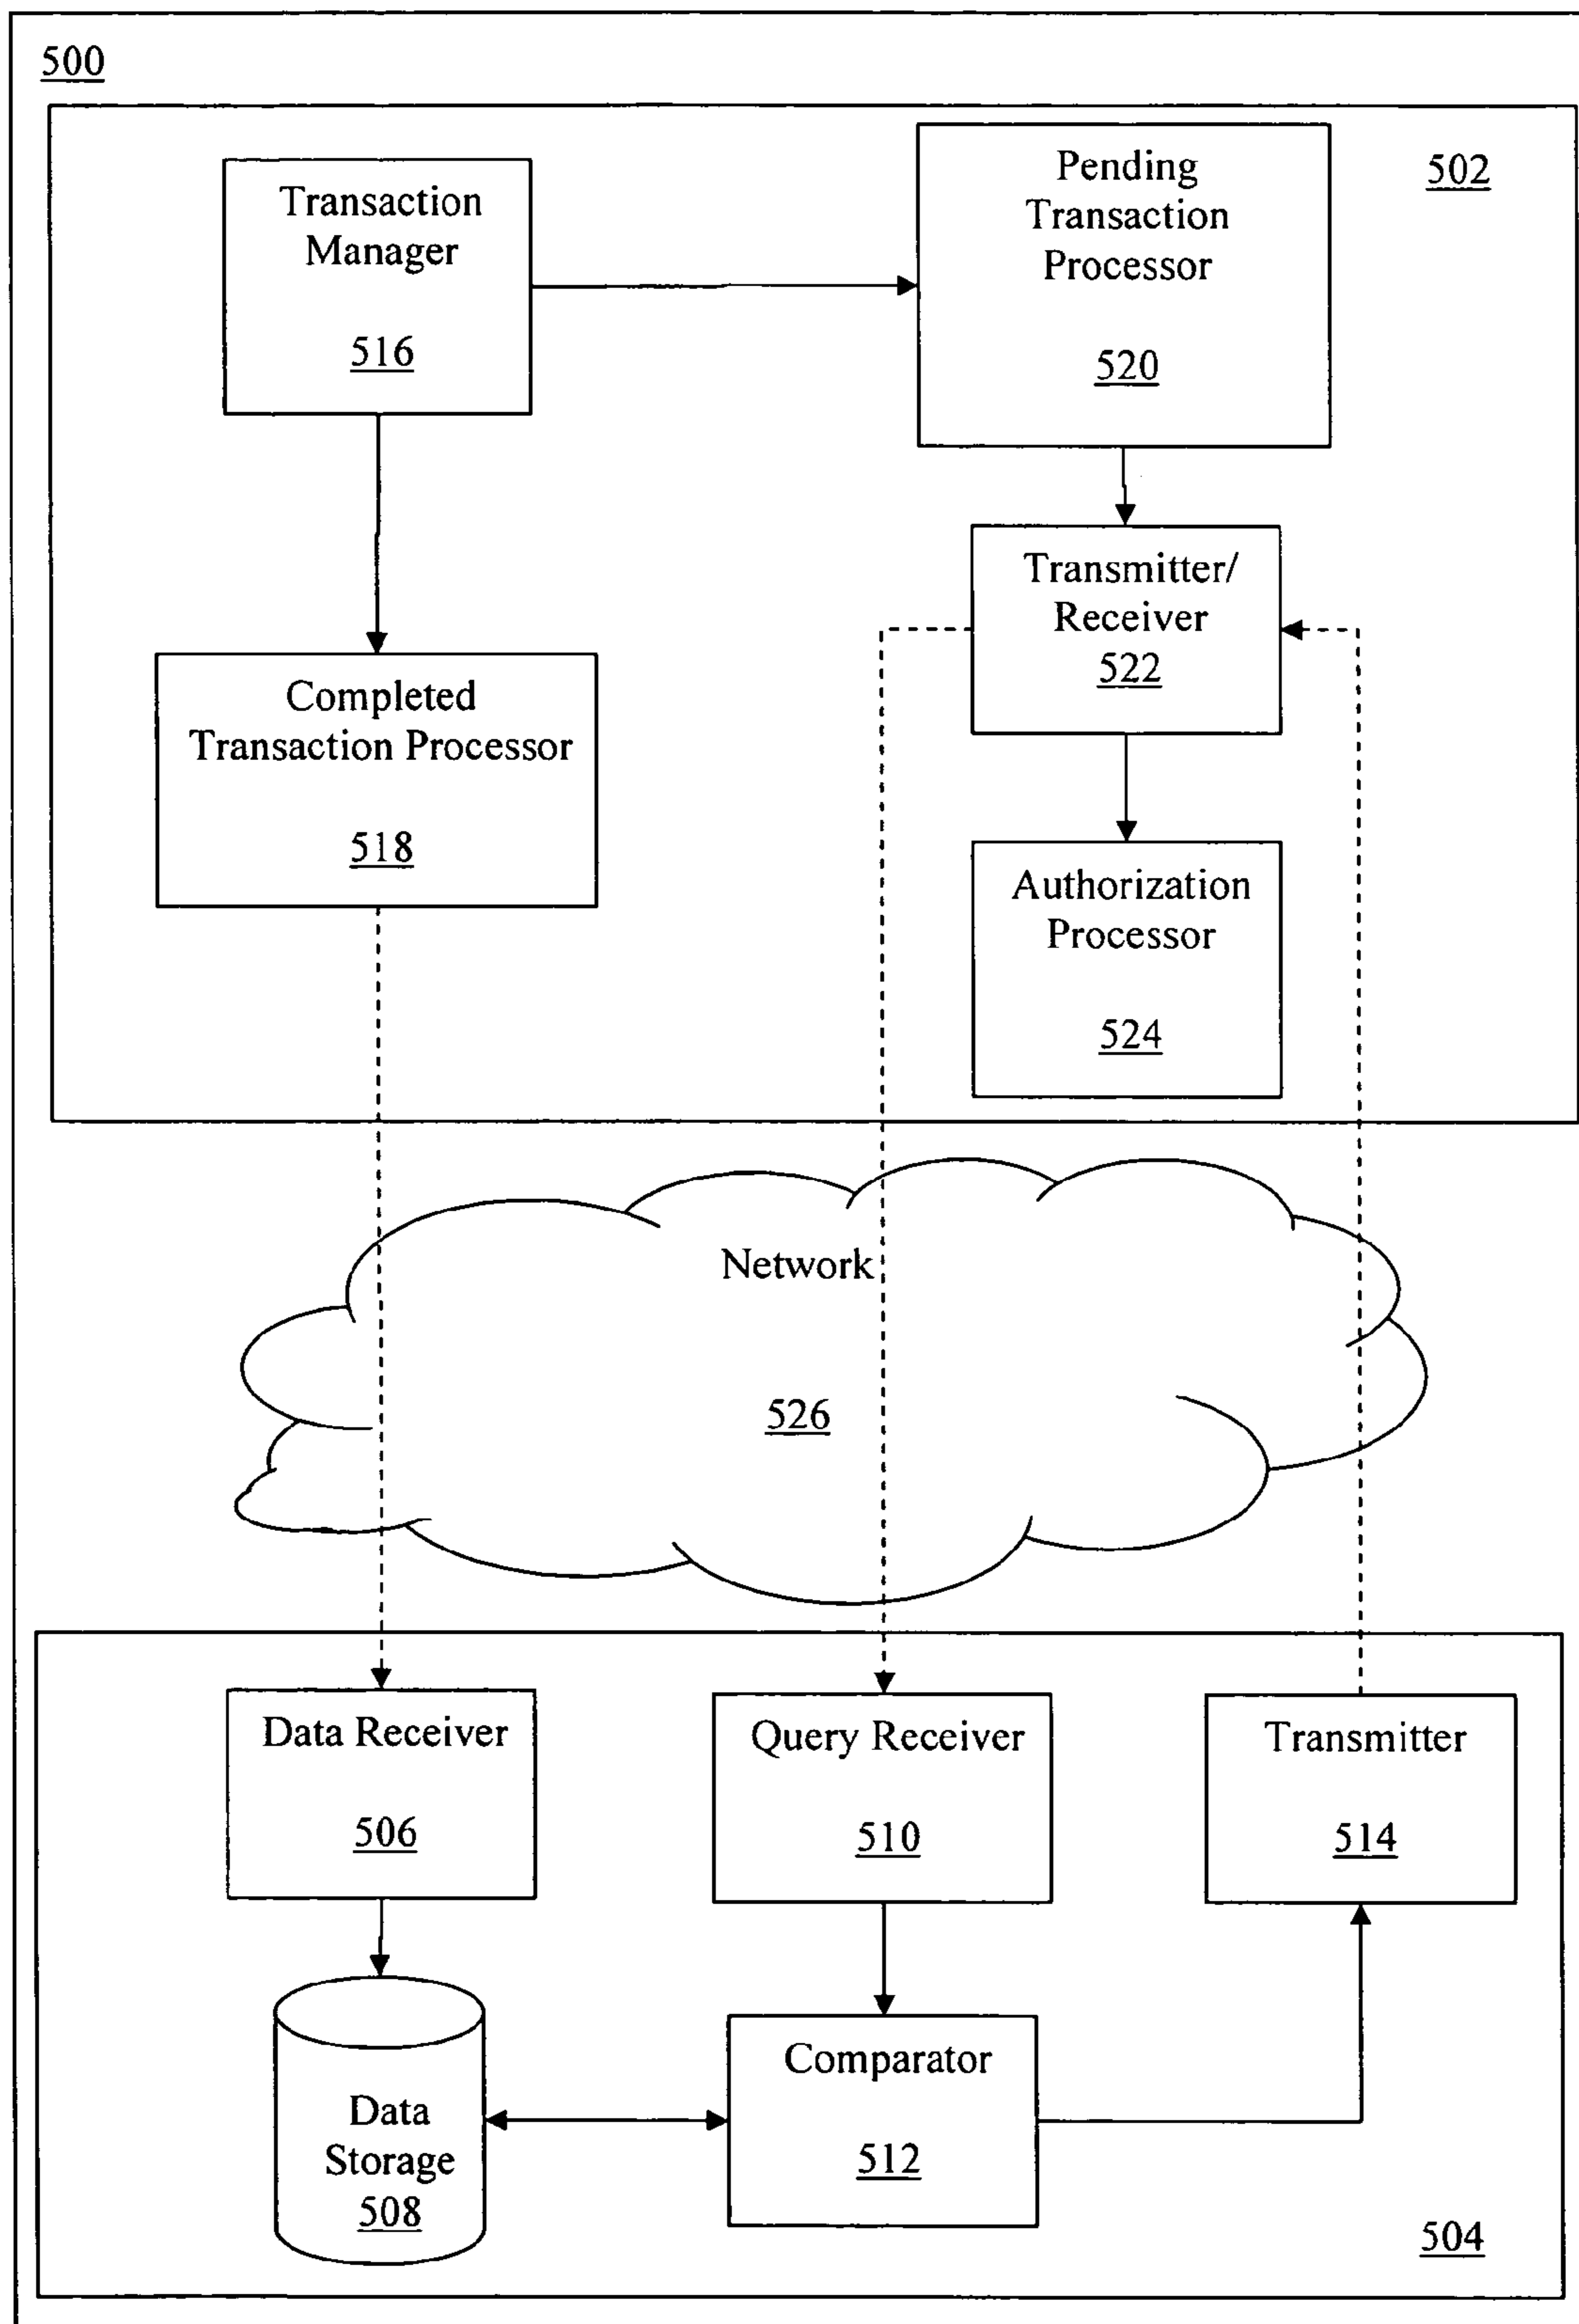 500
502
Transaction
Manager
516
Pending
Transaction
Processor
520
Transmitter/
Receiver
522
Completed
Transaction Processor
518
Authorization
Processor
524
Network
526
Data Receiver
506
Query Receiver
510
Transmitter
514
Data
Storage
508
Comparator
512
504